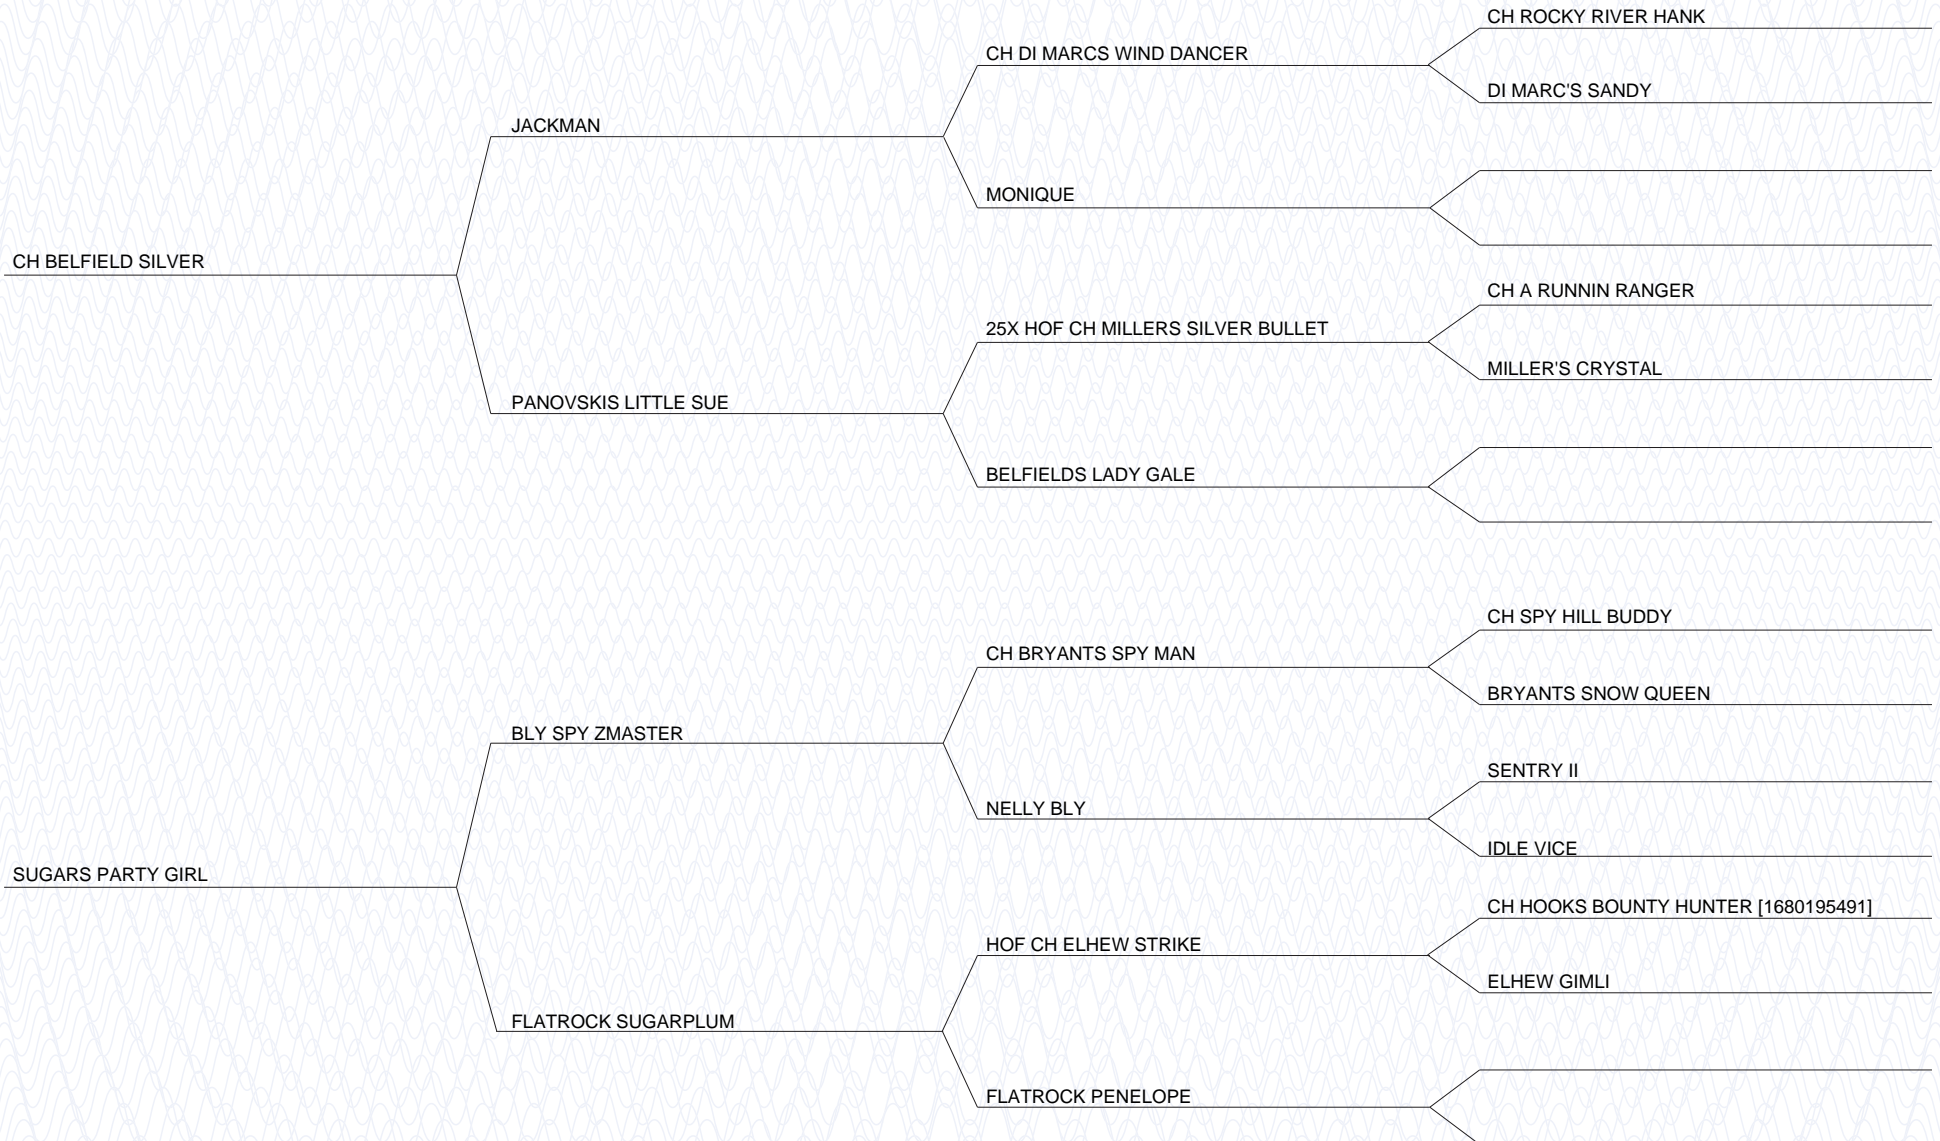 CH ROCKY RIVER HANK
CH DI MARCS WIND DANCER
DI MARC'S SANDY
JACKMAN
MONIQUE
CH BELFIELD SILVER
CH A RUNNIN RANGER
25X HOF CH MILLERS SILVER BULLET
MILLER'S CRYSTAL
PANOVSKIS LITTLE SUE
BELFIELDS LADY GALE
CH SPY HILL BUDDY
CH BRYANTS SPY MAN
BRYANTS SNOW QUEEN
BLY SPY ZMASTER
SENTRY II
NELLY BLY
IDLE VICE
SUGARS PARTY GIRL
CH HOOKS BOUNTY HUNTER [1680195491]
HOF CH ELHEW STRIKE
ELHEW GIMLI
FLATROCK SUGARPLUM
FLATROCK PENELOPE